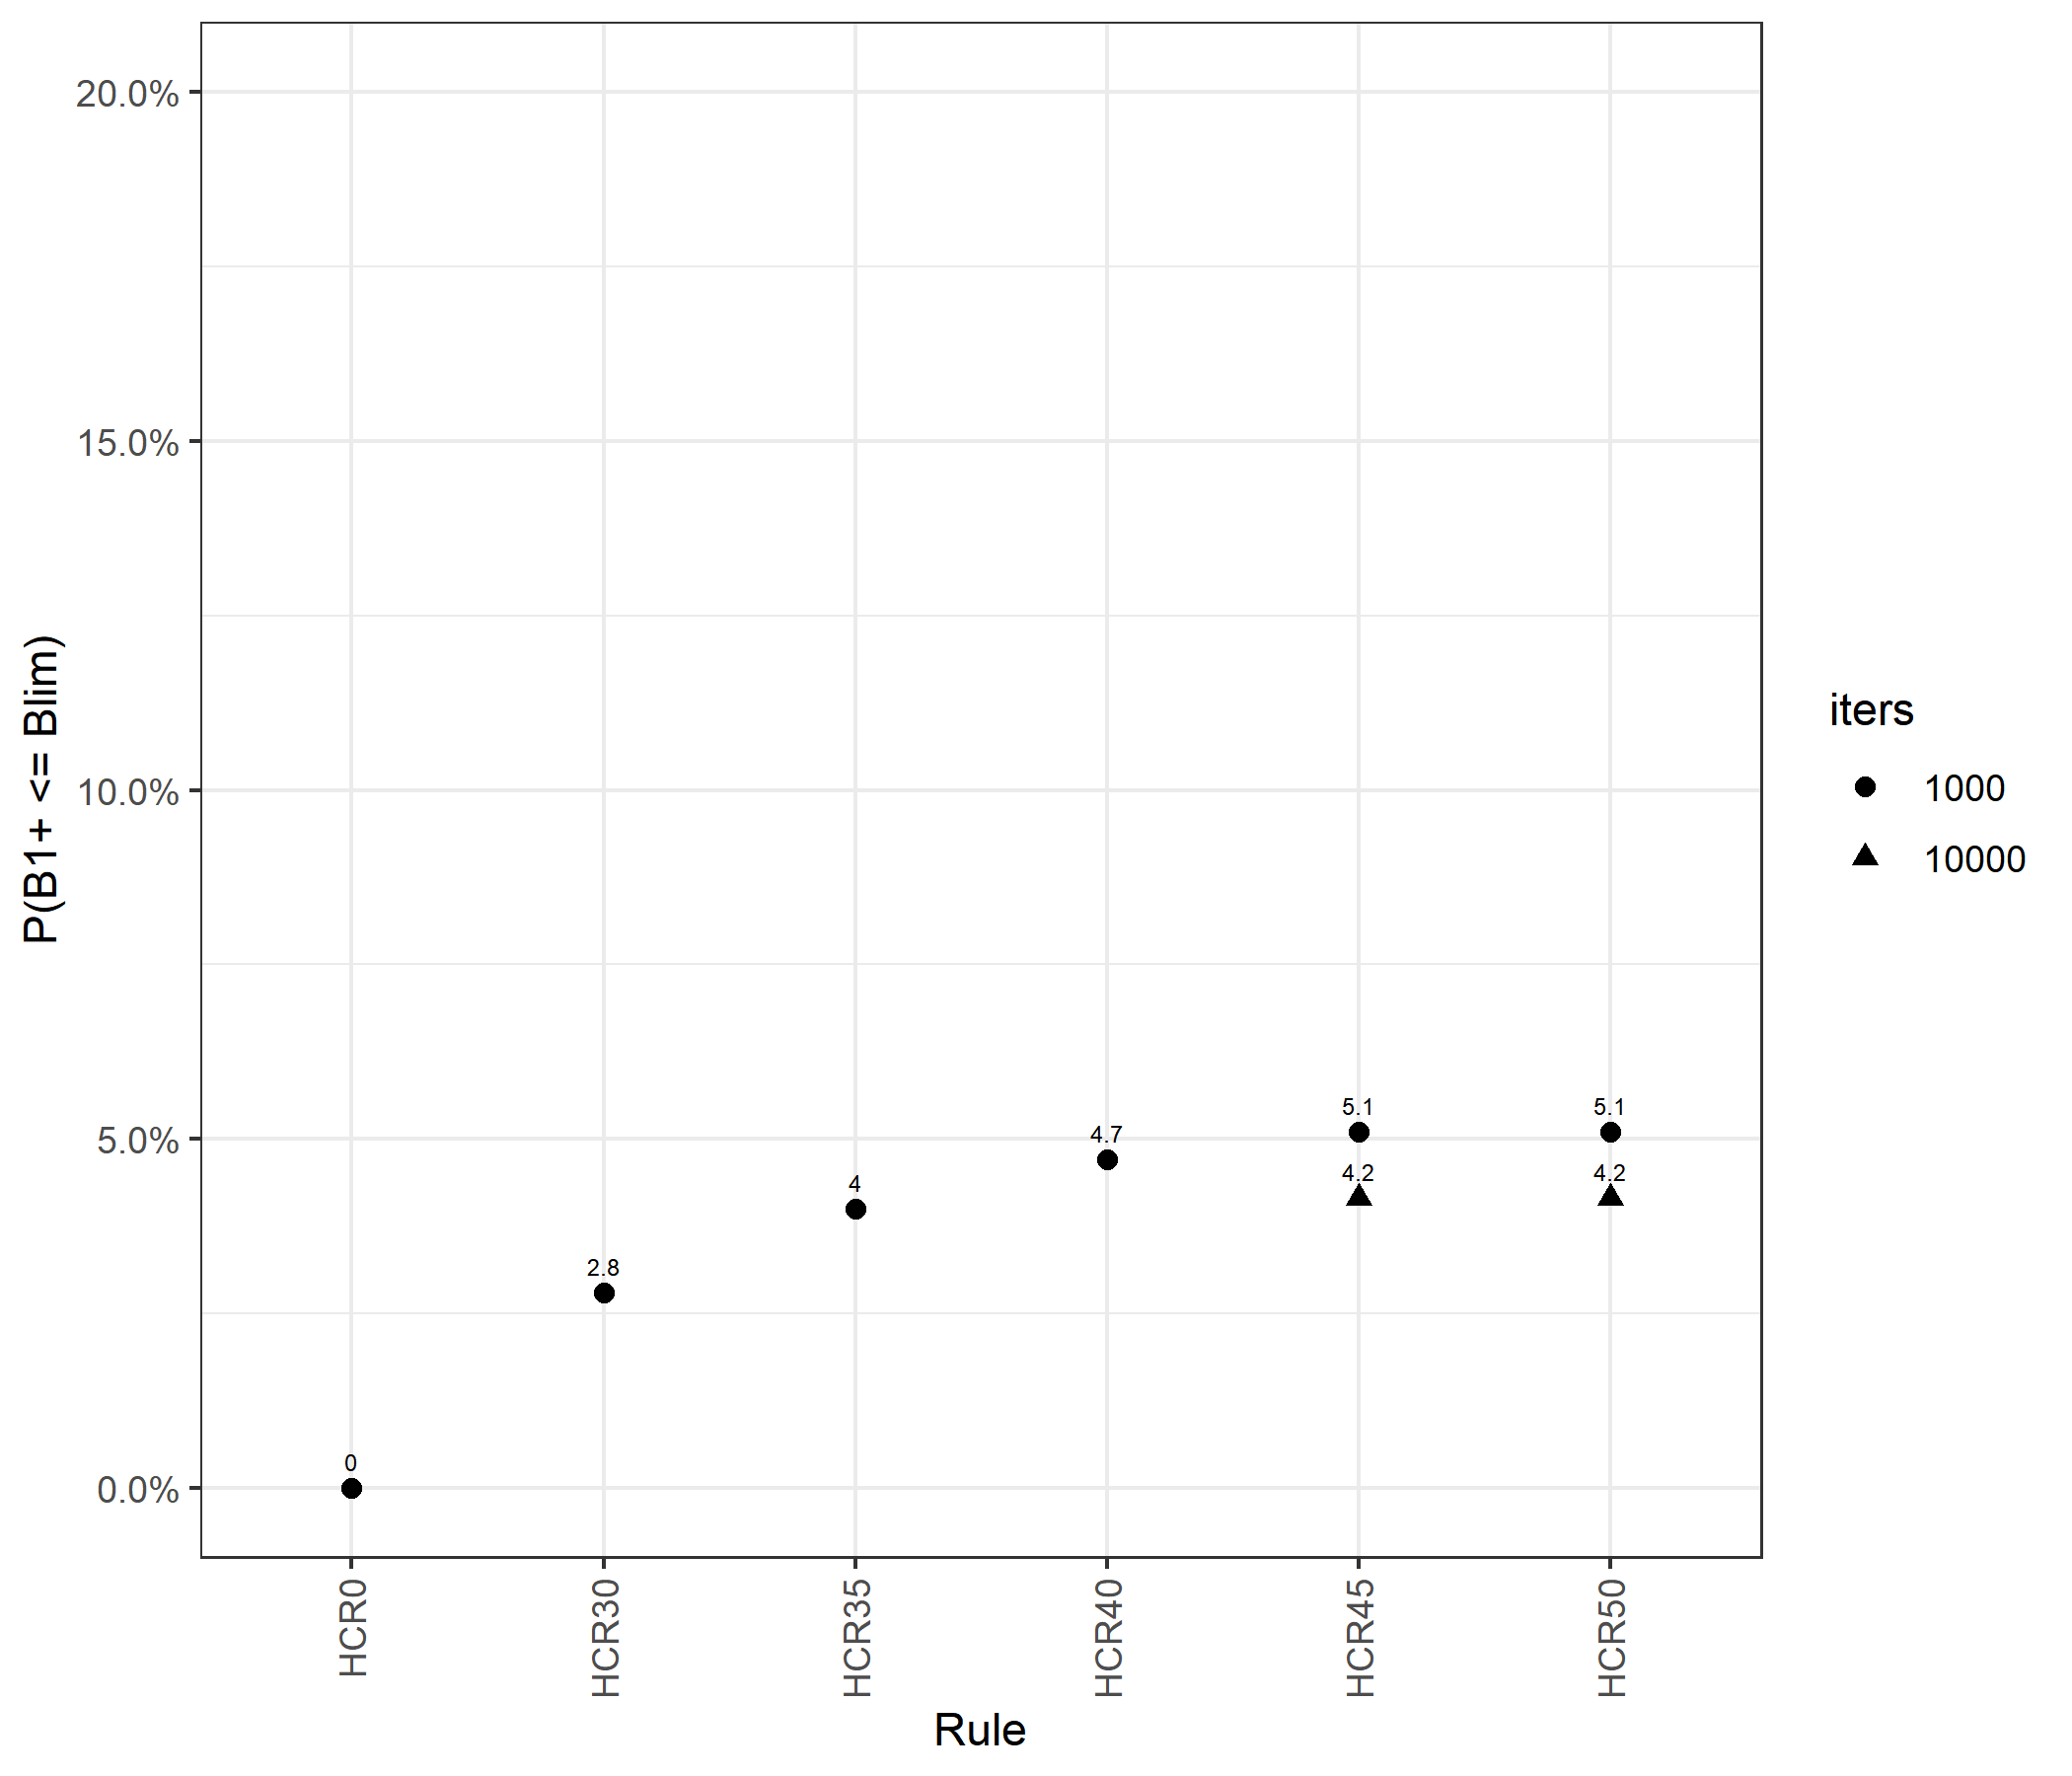 20.0%
15.0%
10.0%
5.0%
0.0%
P(B1+ <= Blim)
0
2.8
4
4.7
5.1
5.1
4.2
4.2
HCR0
HCR30
HCR35
HCR40
HCR45
HCR50
Rule
iters
1000
10000